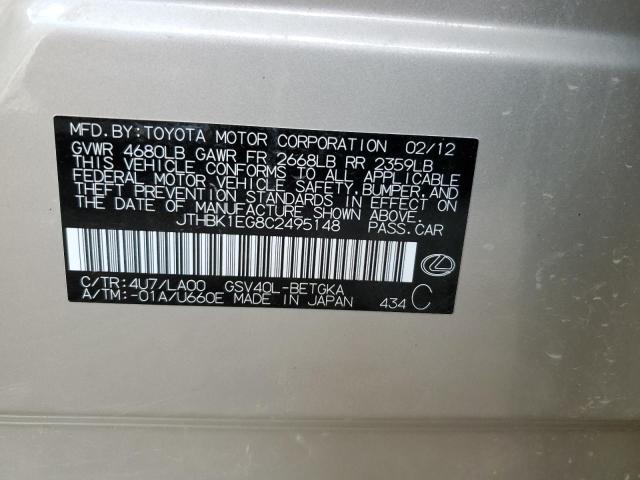 MFD.BY:TOYOTA MOTOR CORPORATION 02/12
GVWR 4680LB GAWR FR 2668LB RR 2359LB
THIS VEHICLE CONFORMS TO ALL APPLICABLE
FEDERAL MOTOR VEHICLE SAFETY,BUMPER,AND
THEFT PREVENTION STANDARDS IN EFFECT ON
THE DATE OF MANUFACTURE SHOWN ABOVE.
JTHBK1EG8C2495148 PASS.CAR
C/TR:4U7/LA00 GSV40L-BETGKA
A/TM:-01A/U660E MADE IN JAPAN 434 C